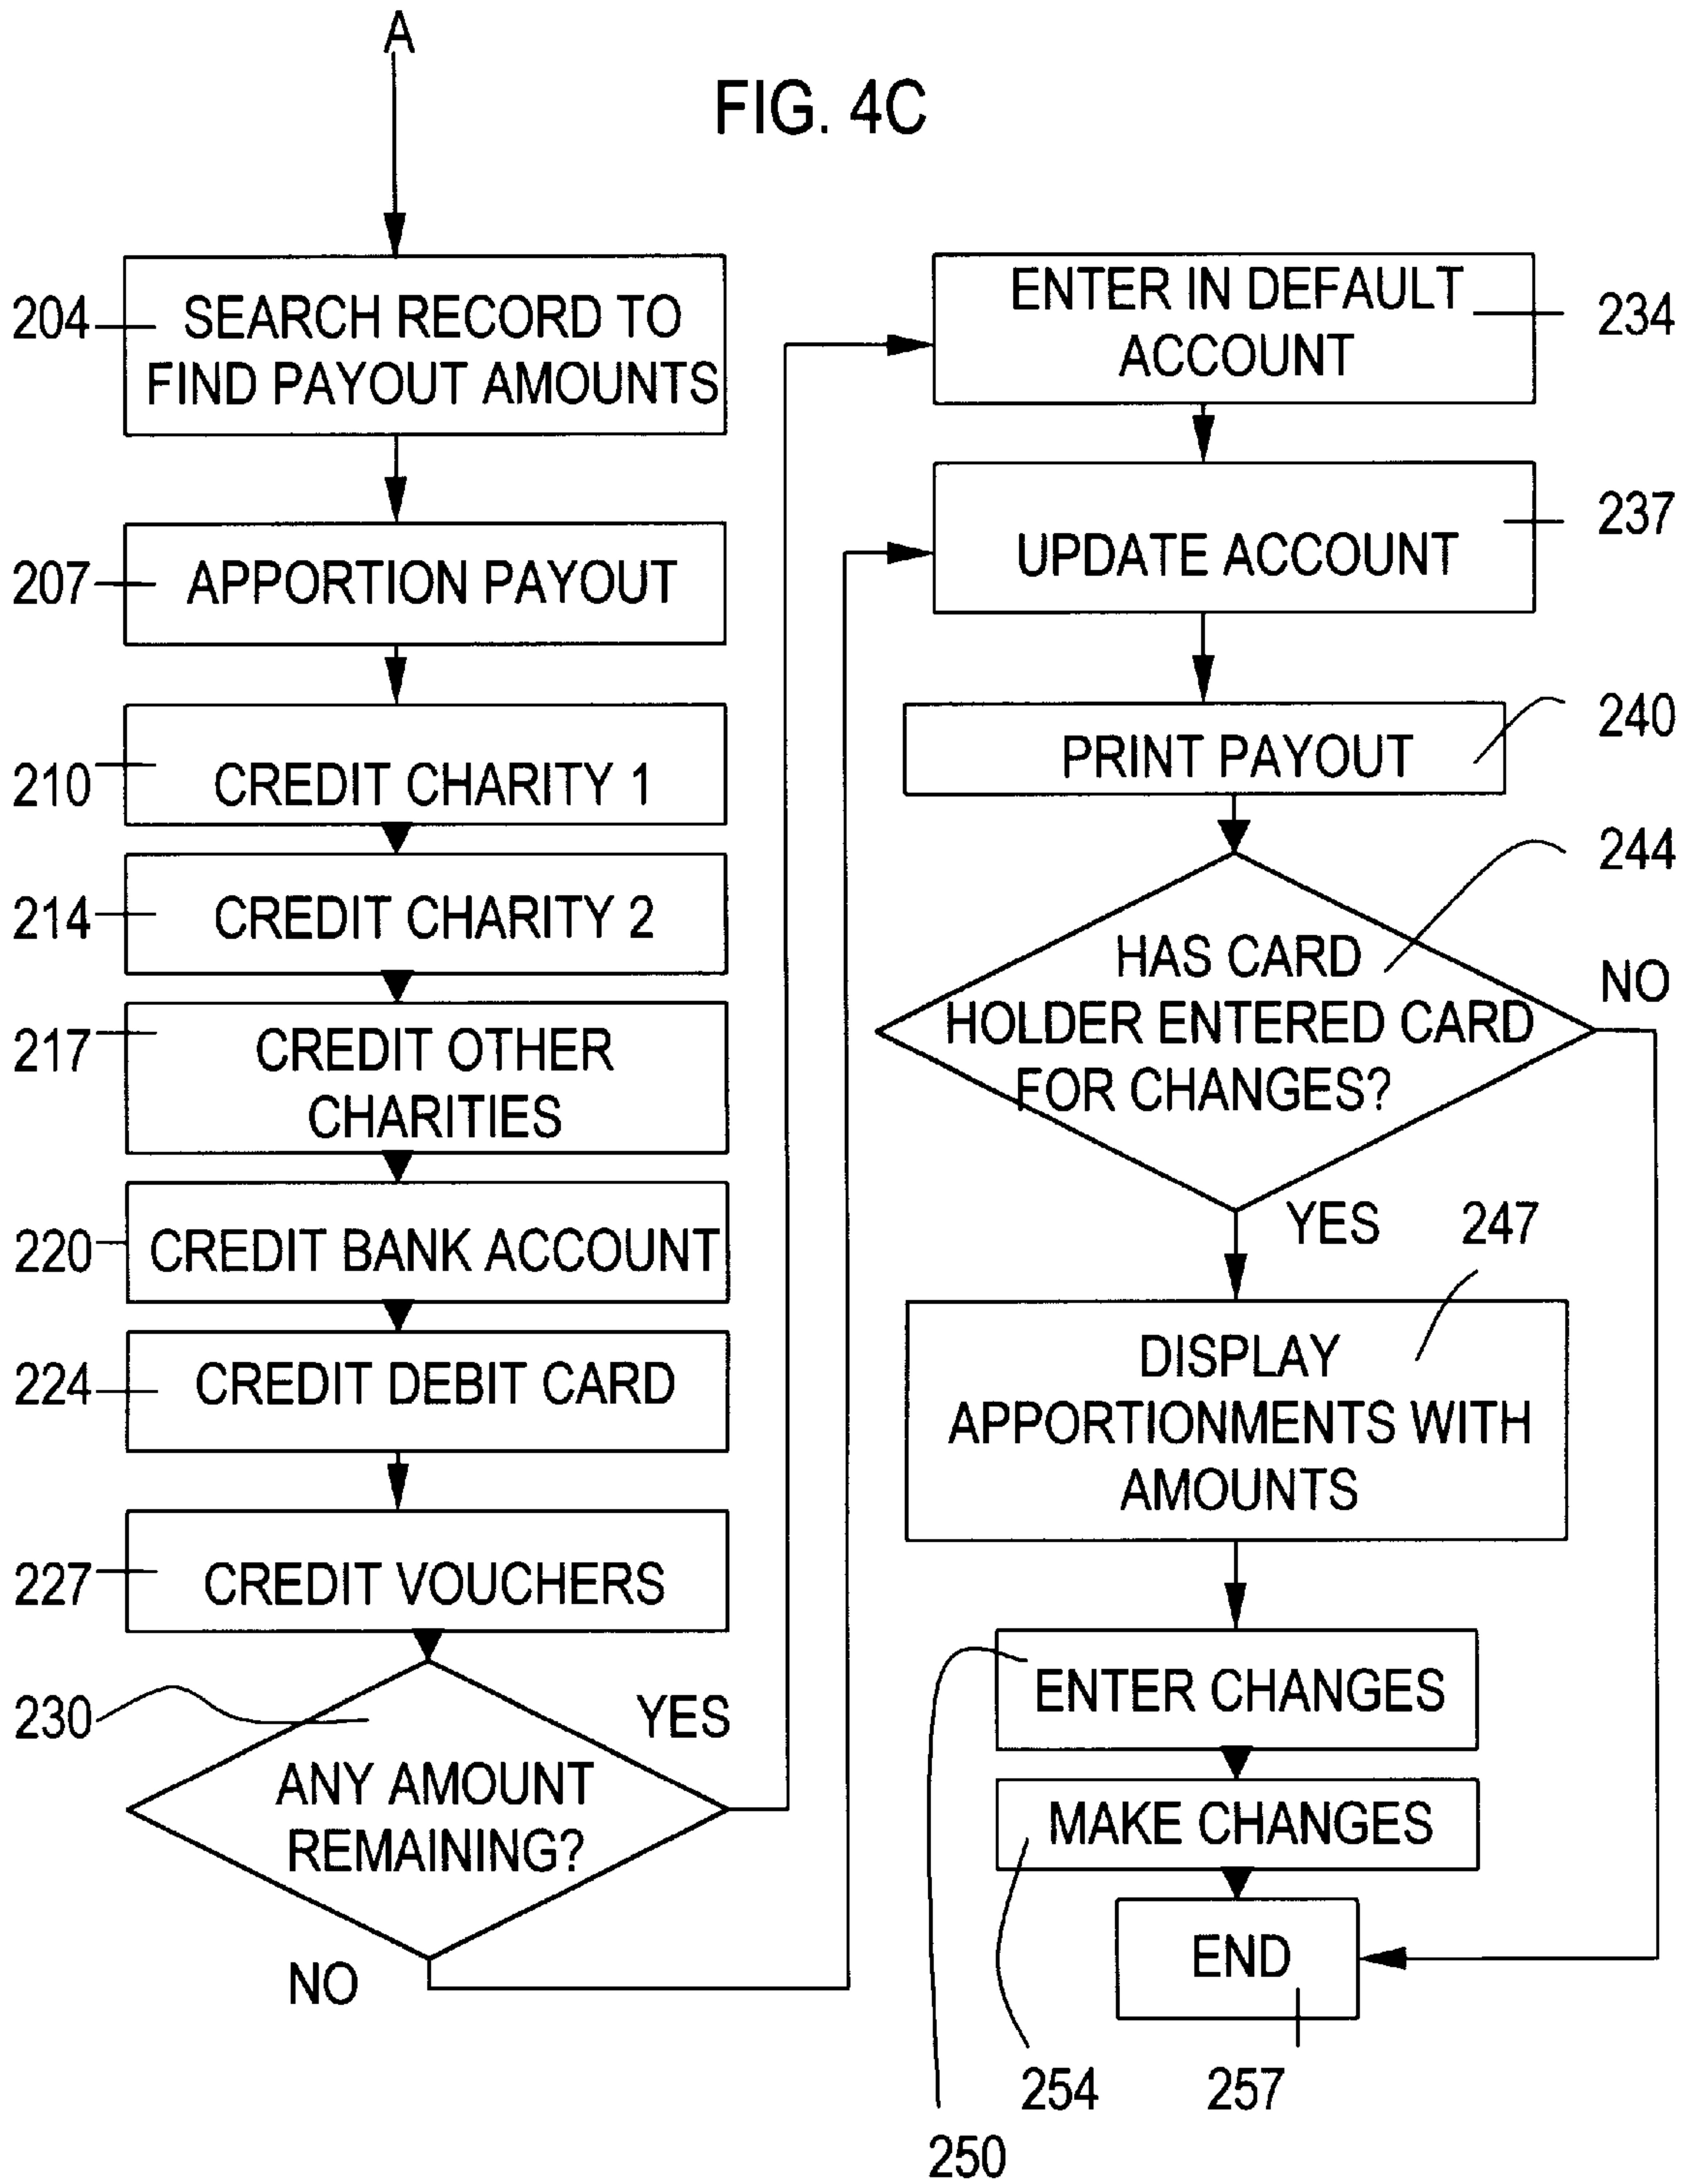 A
FIG. 4C
204
SEARCH RECORD TO
FIND PAYOUT AMOUNTS
207
APPORTION PAYOUT
210
CREDIT CHARITY 1
214
CREDIT CHARITY 2
217
CREDIT OTHER
CHARITIES
220
CREDIT BANK ACCOUNT
224
CREDIT DEBIT CARD
227
CREDIT VOUCHERS
230
YES
ANY AMOUNT
REMAINING?
NO
ENTER IN DEFAULT
ACCOUNT
234
UPDATE ACCOUNT
237
PRINT PAYOUT
240
244
HAS CARD
HOLDER ENTERED CARD
FOR CHANGES?
NO
YES
247
DISPLAY
APPORTIONMENTS WITH
AMOUNTS
ENTER CHANGES
MAKE CHANGES
END
254
257
250